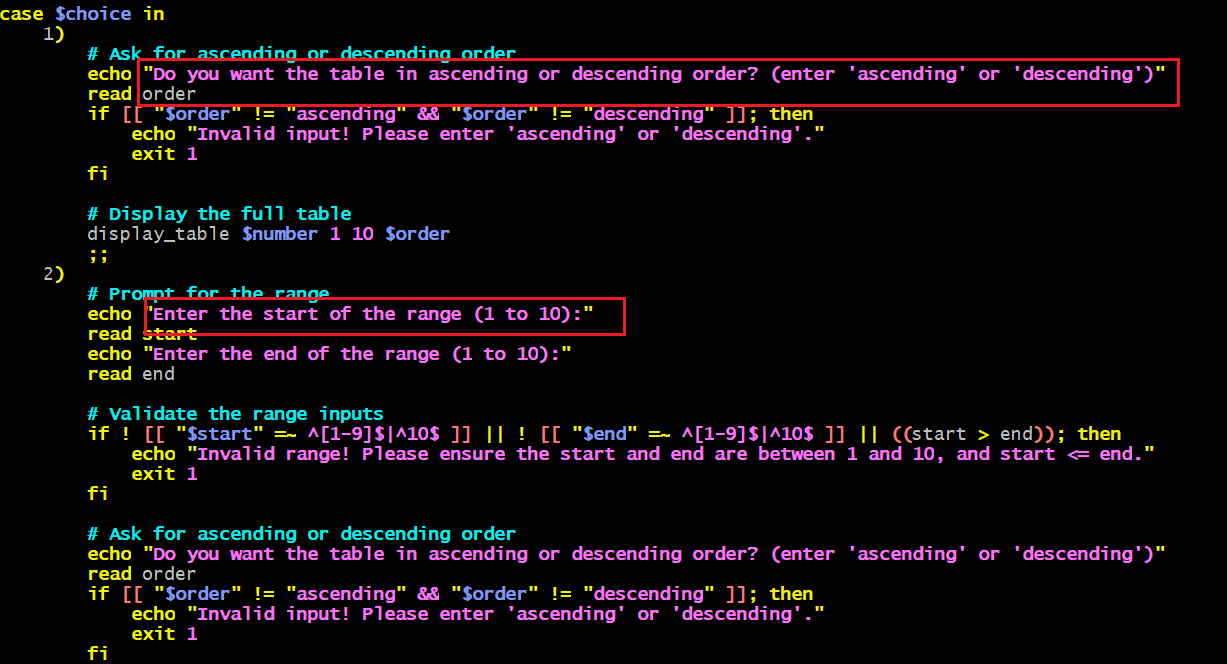 case $choice in
    1)
        # Ask for ascending or descending order
        echo "Do you want the table in ascending or descending order? (enter 'ascending' or 'descending')"
        read order
        if [[ "$order" != "ascending" && "$order" != "descending" ]]; then
            echo "Invalid input! Please enter 'ascending' or 'descending'."
            exit 1
        fi

        # Display the full table
        display_table $number 1 10 $order
        ;;
    2)
        # Prompt for the range
        echo "Enter the start of the range (1 to 10):"
        read start
        echo "Enter the end of the range (1 to 10):"
        read end

        # Validate the range inputs
        if ! [[ "$start" =~ ^[1-9]$|^10$ ]] || ! [[ "$end" =~ ^[1-9]$|^10$ ]] || ((start > end)); then
            echo "Invalid range! Please ensure the start and end are between 1 and 10, and start <= end."
            exit 1
        fi

        # Ask for ascending or descending order
        echo "Do you want the table in ascending or descending order? (enter 'ascending' or 'descending')"
        read order
        if [[ "$order" != "ascending" && "$order" != "descending" ]]; then
            echo "Invalid input! Please enter 'ascending' or 'descending'."
            exit 1
        fi